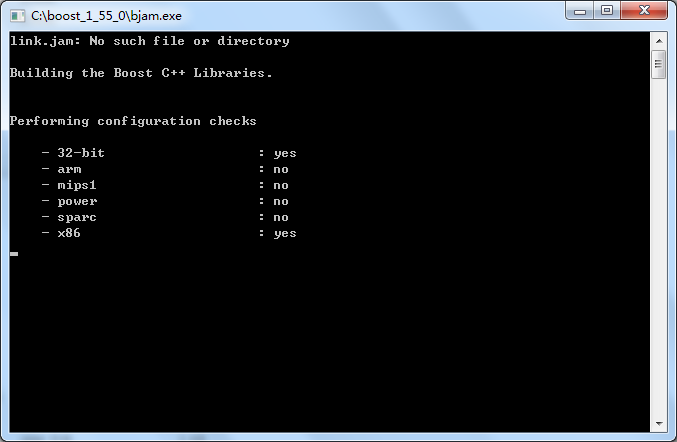 C:\boost_1_55_0\bjam.exe
link.jam: No such file or directory
Building the Boost C++ Libraries.
Performing configuration checks
- 32-bit : yes
- arm : no
- mips1 : no
- power : no
- sparc : no
- x86 : yes